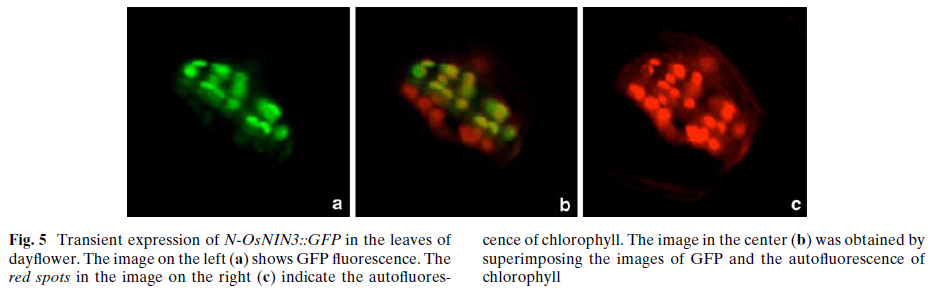 a
b
c
Fig. 5 Transient expression of N-OsNIN3::GFP in the leaves of
dayflower. The image on the left (a) shows GFP fluorescence. The
red spots in the image on the right (c) indicate the autofluores-
cence of chlorophyll. The image in the center (b) was obtained by
superimposing the images of GFP and the autofluorescence of
chlorophyll